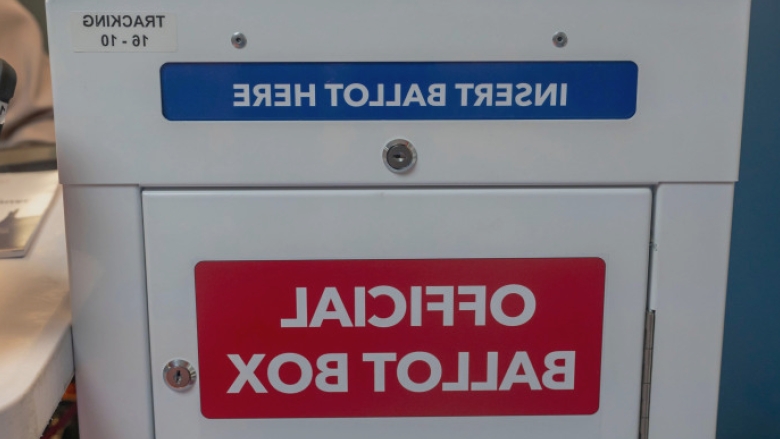 TRACKING
16 - 10
INSERT BALLOT HERE
OFFICIAL
BALLOT BOX